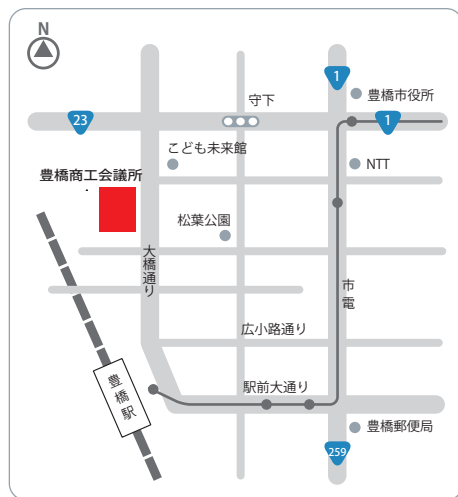 N
1
豊橋市役所
守下
23
1
こども未来館
NTT
豊橋商工会議所
松葉公園
大橋通り
市電
広小路通り
駅前大通り
豊橋駅
豊橋郵便局
259